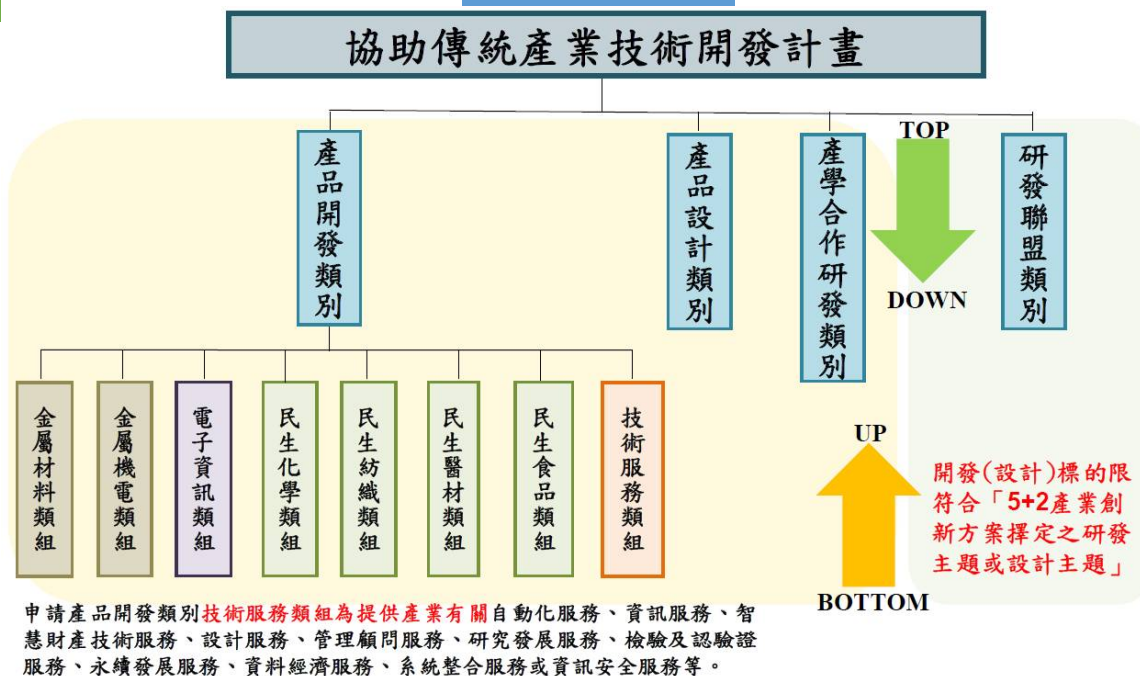 協助傳統產業技術開發計畫
產品開發類別
產品設計類別
產學合作研發類別
TOP
DOWN
研發聯盟類別
金屬材料類組
金屬機電類組
電子資訊類組
民生化學類組
民生紡織類組
民生醫材類組
民生食品類組
技術服務類組
UP
BOTTOM
開發(設計)標的限
符合「5+2產業創
新方案擇定之研發
主題或設計主題」
申請產品開發類別技術服務類組為提供產業有關自動化服務、資訊服務、智
慧財產技術服務、設計服務、管理顧問服務、研究發展服務、檢驗及認驗證
服務、永續發展服務、資料經濟服務、系統整合服務或資訊安全服務等。